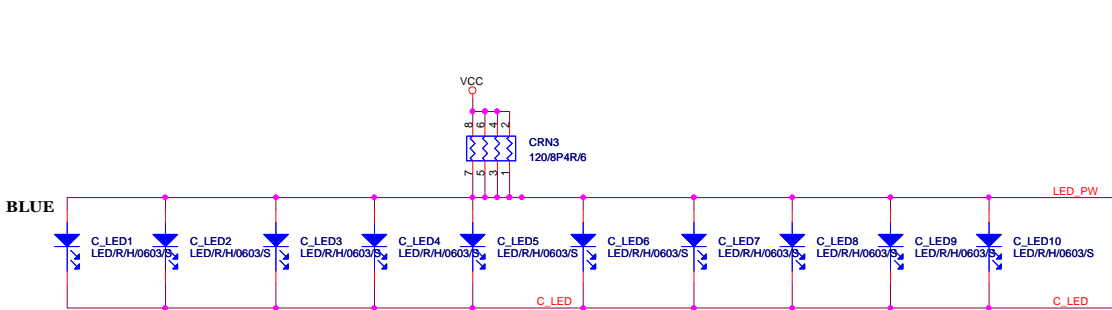 VCC
8 6 4 2
CRN3
120/8P4R/6
7 5 3 1
LED_PW
BLUE
C_LED1 C_LED2 C_LED3 C_LED4 C_LED5 C_LED6 C_LED7 C_LED8 C_LED9 C_LED10
LED/R/H/0603/S LED/R/H/0603/S LED/R/H/0603/S LED/R/H/0603/S LED/R/H/0603/S LED/R/H/0603/S LED/R/H/0603/S LED/R/H/0603/S LED/R/H/0603/S LED/R/H/0603/S
C_LED C_LED